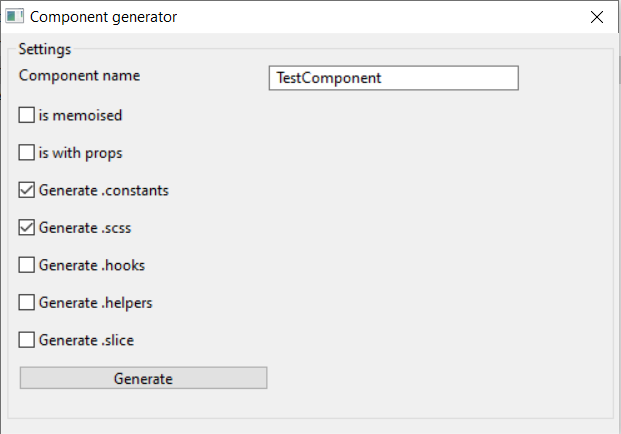 Component generator
Settings
Component name
TestComponent
is memoised
is with props
Generate .constants
Generate .scss
Generate .hooks
Generate .helpers
Generate .slice
Generate